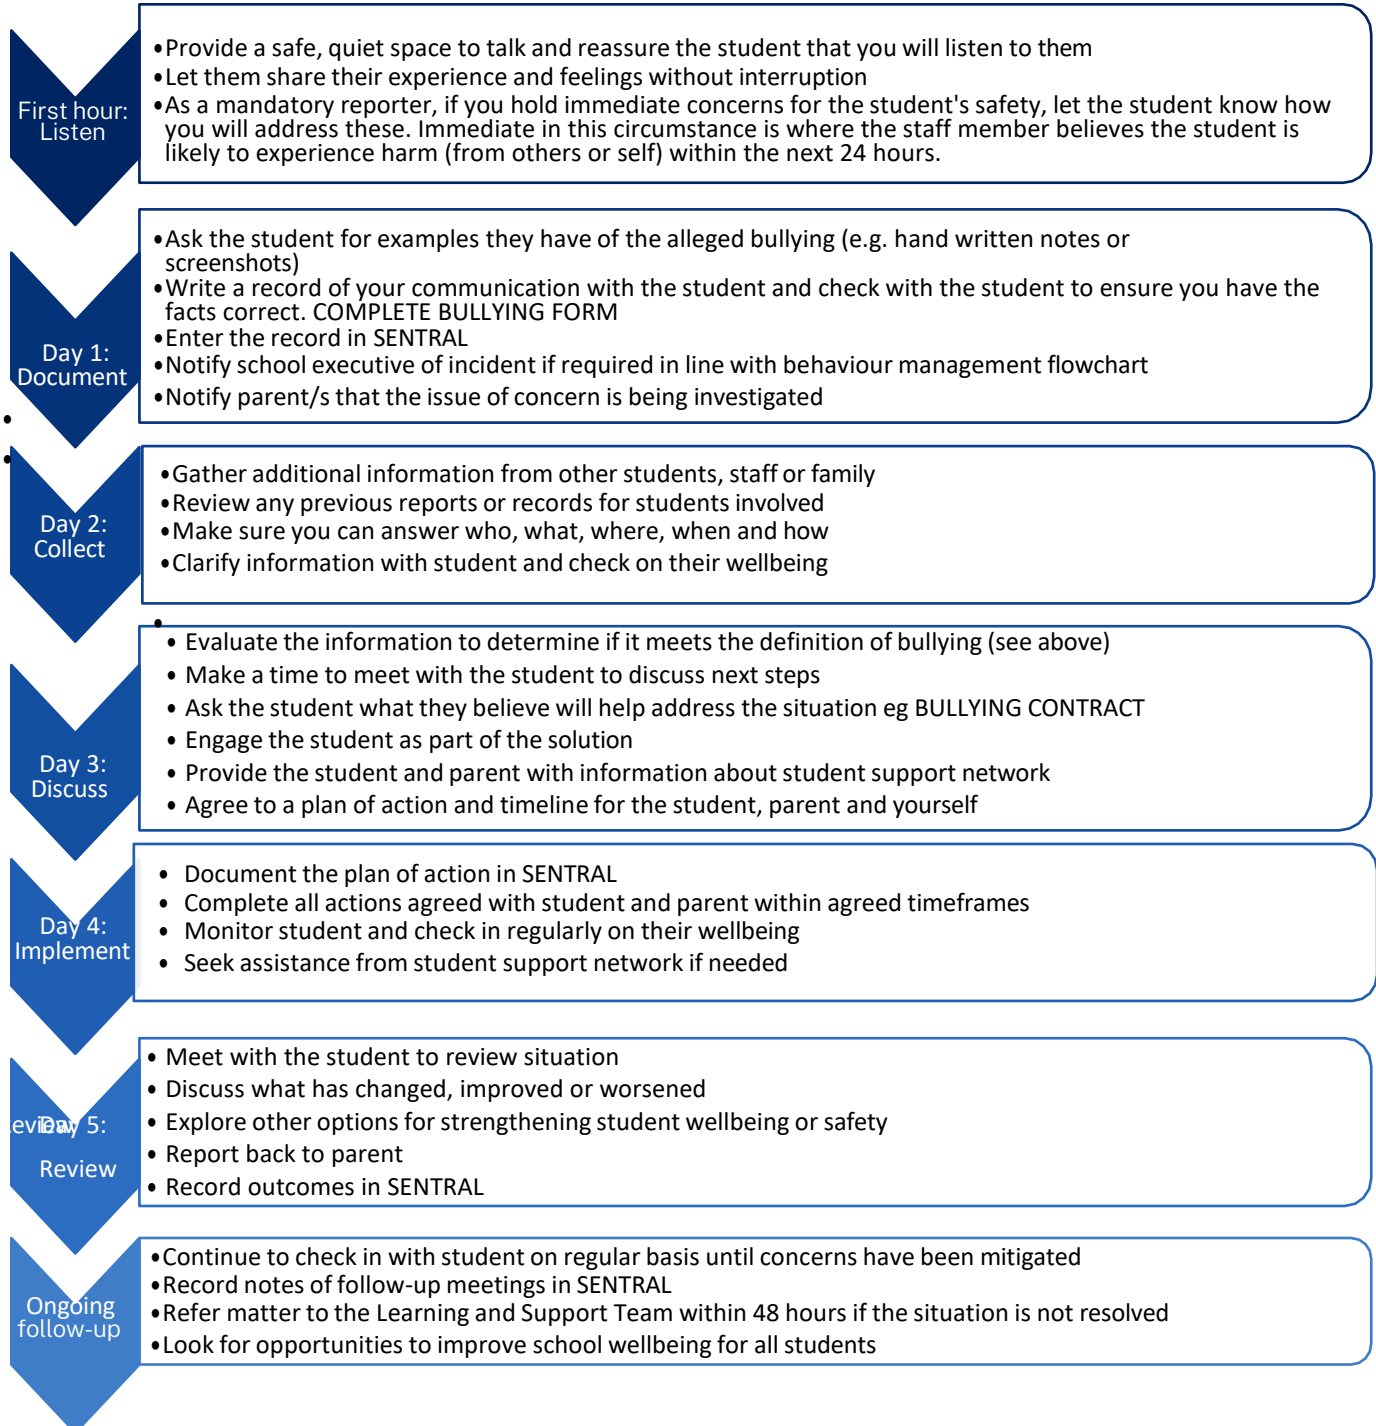 First hour:
Listen
•Provide a safe, quiet space to talk and reassure the student that you will listen to them
•Let them share their experience and feelings without interruption
•As a mandatory reporter, if you hold immediate concerns for the student's safety, let the student know how
you will address these. Immediate in this circumstance is where the staff member believes the student is
likely to experience harm (from others or self) within the next 24 hours.
Day 1:
Document
•Ask the student for examples they have of the alleged bullying (e.g. hand written notes or
screenshots)
•Write a record of your communication with the student and check with the student to ensure you have the
facts correct. COMPLETE BULLYING FORM
•Enter the record in SENTRAL
•Notify school executive of incident if required in line with behaviour management flowchart
•Notify parent/s that the issue of concern is being investigated
•
•
Day 2:
Collect
•Gather additional information from other students, staff or family
•Review any previous reports or records for students involved
•Make sure you can answer who, what, where, when and how
•Clarify information with student and check on their wellbeing
•
Day 3:
Discuss
• Evaluate the information to determine if it meets the definition of bullying (see above)
• Make a time to meet with the student to discuss next steps
• Ask the student what they believe will help address the situation eg BULLYING CONTRACT
• Engage the student as part of the solution
• Provide the student and parent with information about student support network
• Agree to a plan of action and timeline for the student, parent and yourself
Day 4:
Implement
• Document the plan of action in SENTRAL
• Complete all actions agreed with student and parent within agreed timeframes
• Monitor student and check in regularly on their wellbeing
• Seek assistance from student support network if needed
eview
Day 5:
Review
• Meet with the student to review situation
• Discuss what has changed, improved or worsened
• Explore other options for strengthening student wellbeing or safety
• Report back to parent
• Record outcomes in SENTRAL
Ongoing
follow-up
•Continue to check in with student on regular basis until concerns have been mitigated
•Record notes of follow-up meetings in SENTRAL
•Refer matter to the Learning and Support Team within 48 hours if the situation is not resolved
•Look for opportunities to improve school wellbeing for all students